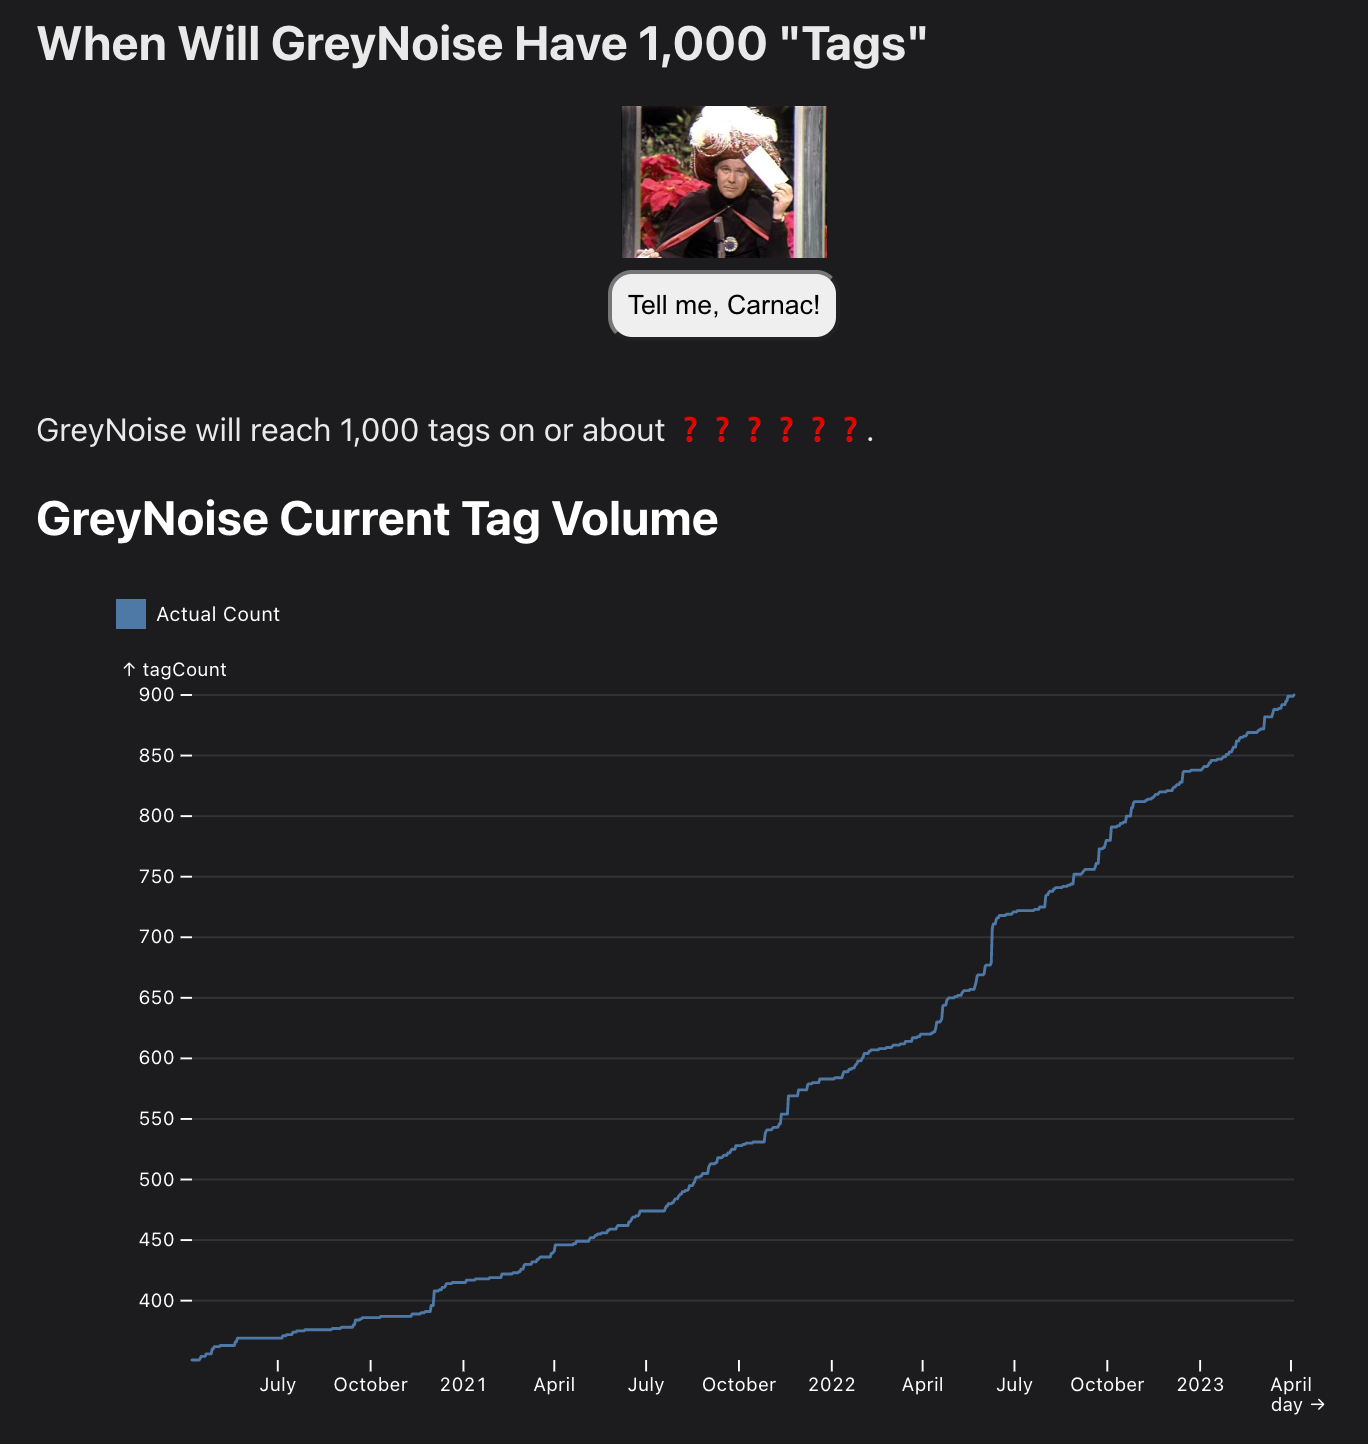 When Will GreyNoise Have 1,000 "Tags"
Tell me, Carnac!
GreyNoise will reach 1,000 tags on or about ? ? ? ? ? ? .
GreyNoise Current Tag Volume
Actual Count
↑ tagCount
900
850
800
750
700
650
600
550
500
450
400
July October 2021 April July October 2022 April July October 2023 April
day →